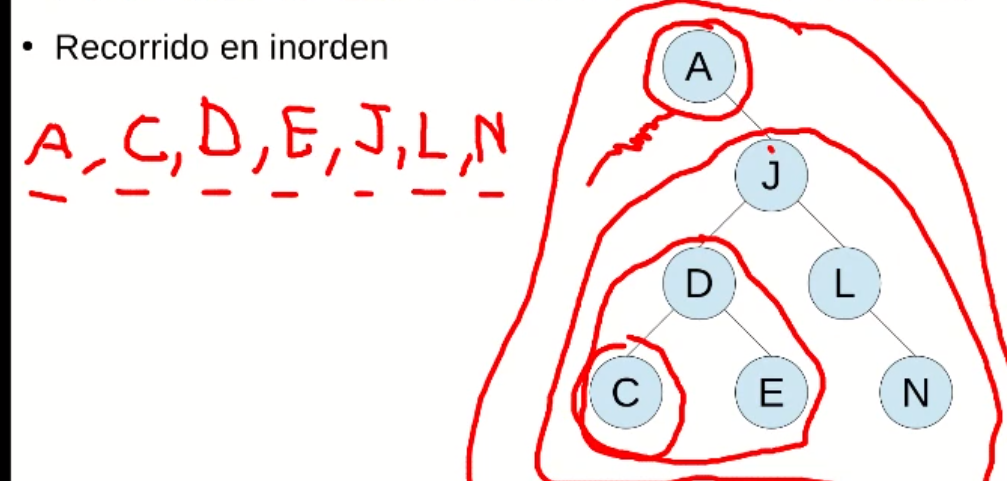 • Recorrido en inorden
A, C, D, E, J, L, N
A
J
D L
C E N